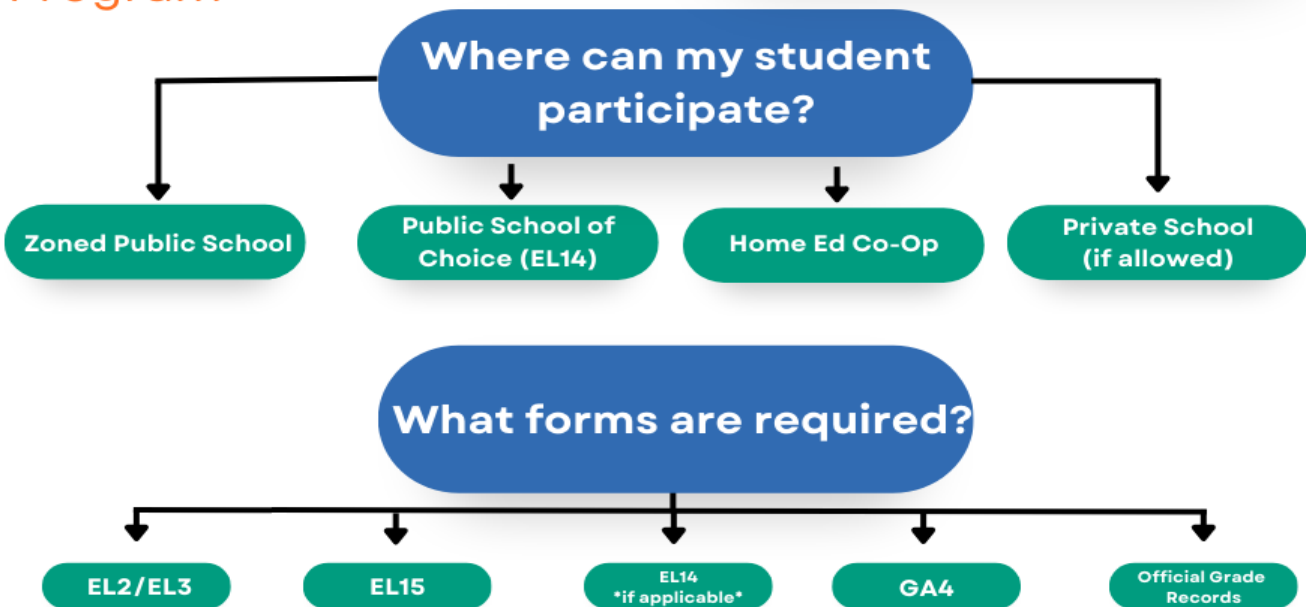 Program
Where can my student
participate?
Zoned Public School
Public School of
Choice (EL14)
Home Ed Co-Op
Private School
(if allowed)
What forms are required?
EL2/EL3
EL15
EL14
*if applicable*
GA4
Official Grade
Records